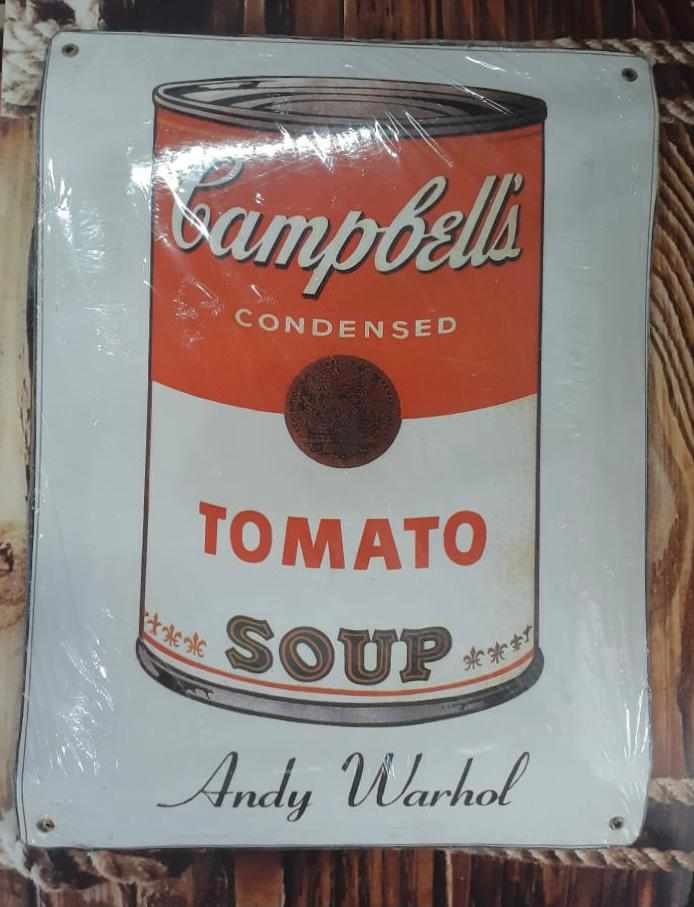 Campbell's
CONDENSED
TOMATO
SOUP
Andy Warhol